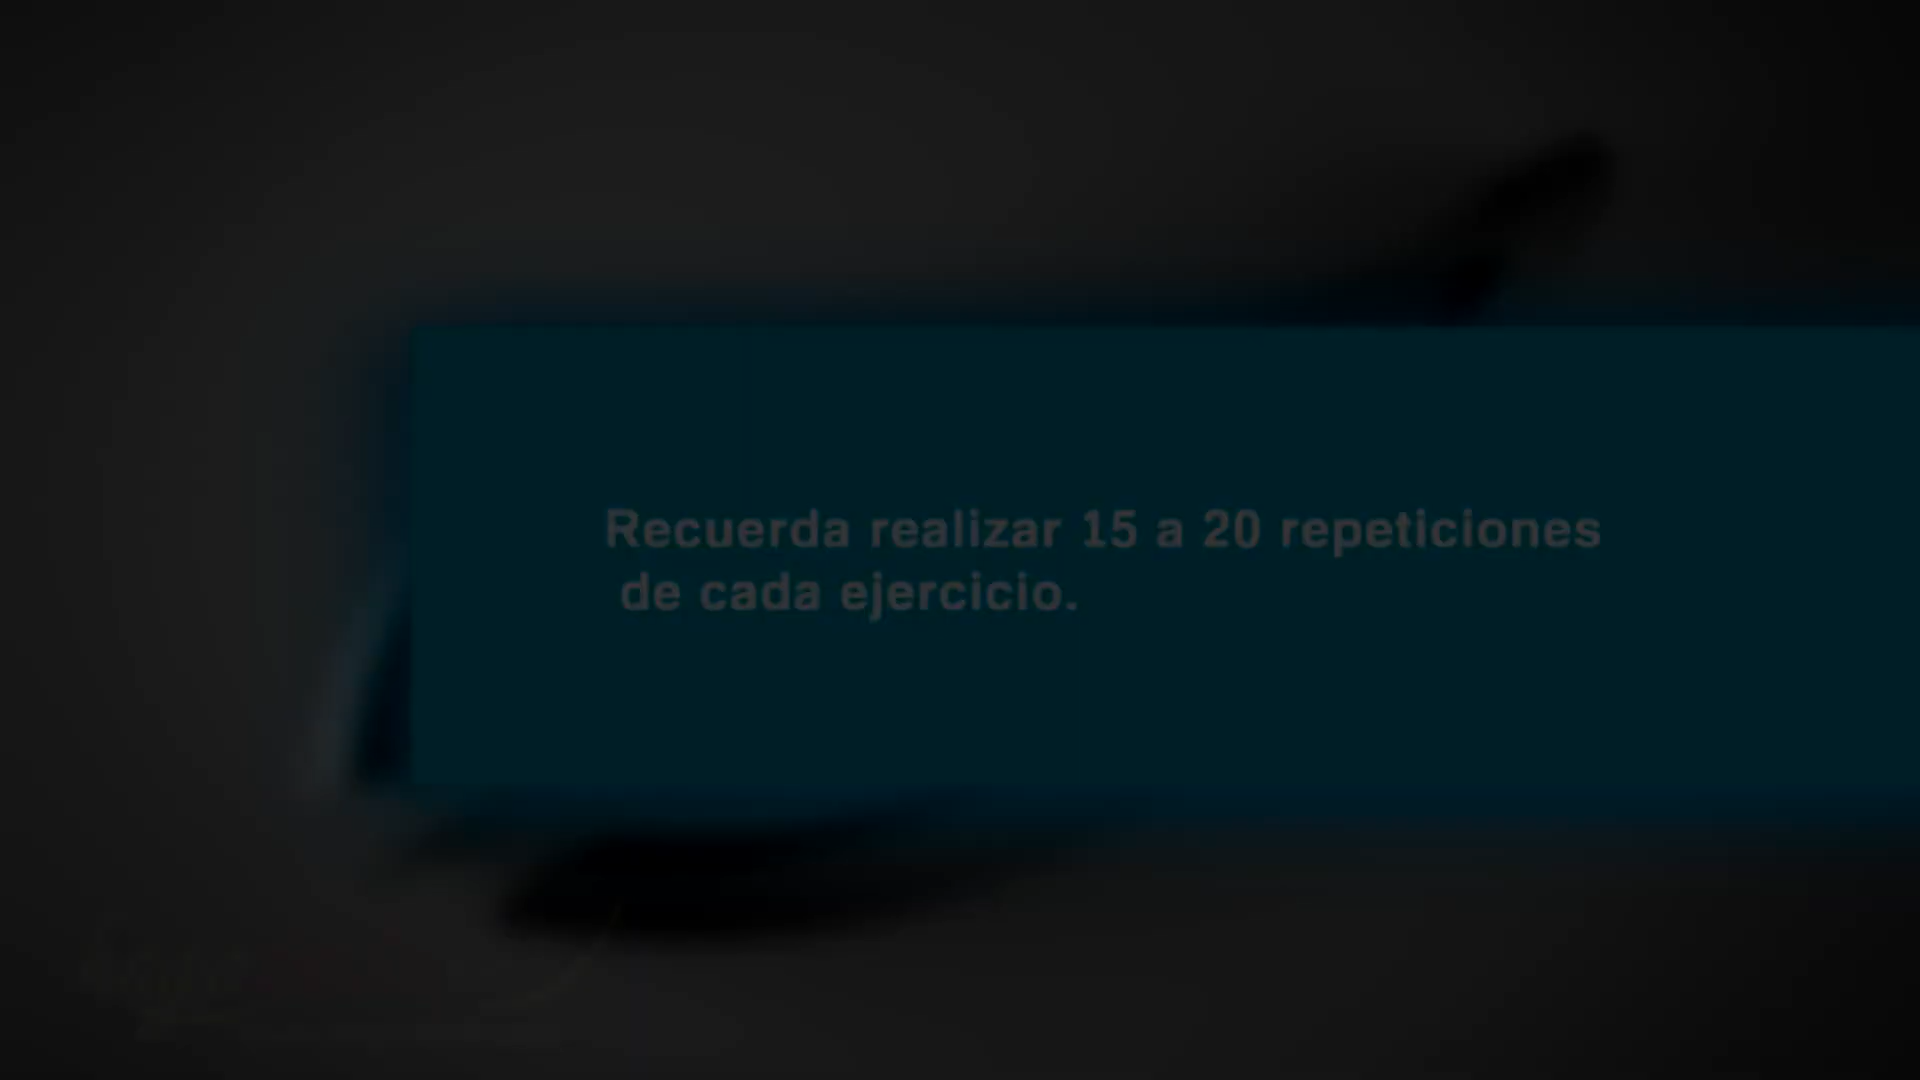 Recuerda realizar 15 a 20 repeticiones
de cada ejercicio.